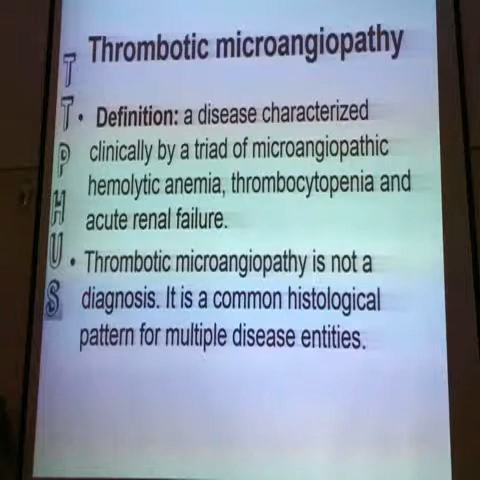 Thrombotic microangiopathy
T
T
P
H
U
S
• Definition: a disease characterized
clinically by a triad of microangiopathic
hemolytic anemia, thrombocytopenia and
acute renal failure.
• Thrombotic microangiopathy is not a
diagnosis. It is a common histological
pattern for multiple disease entities.